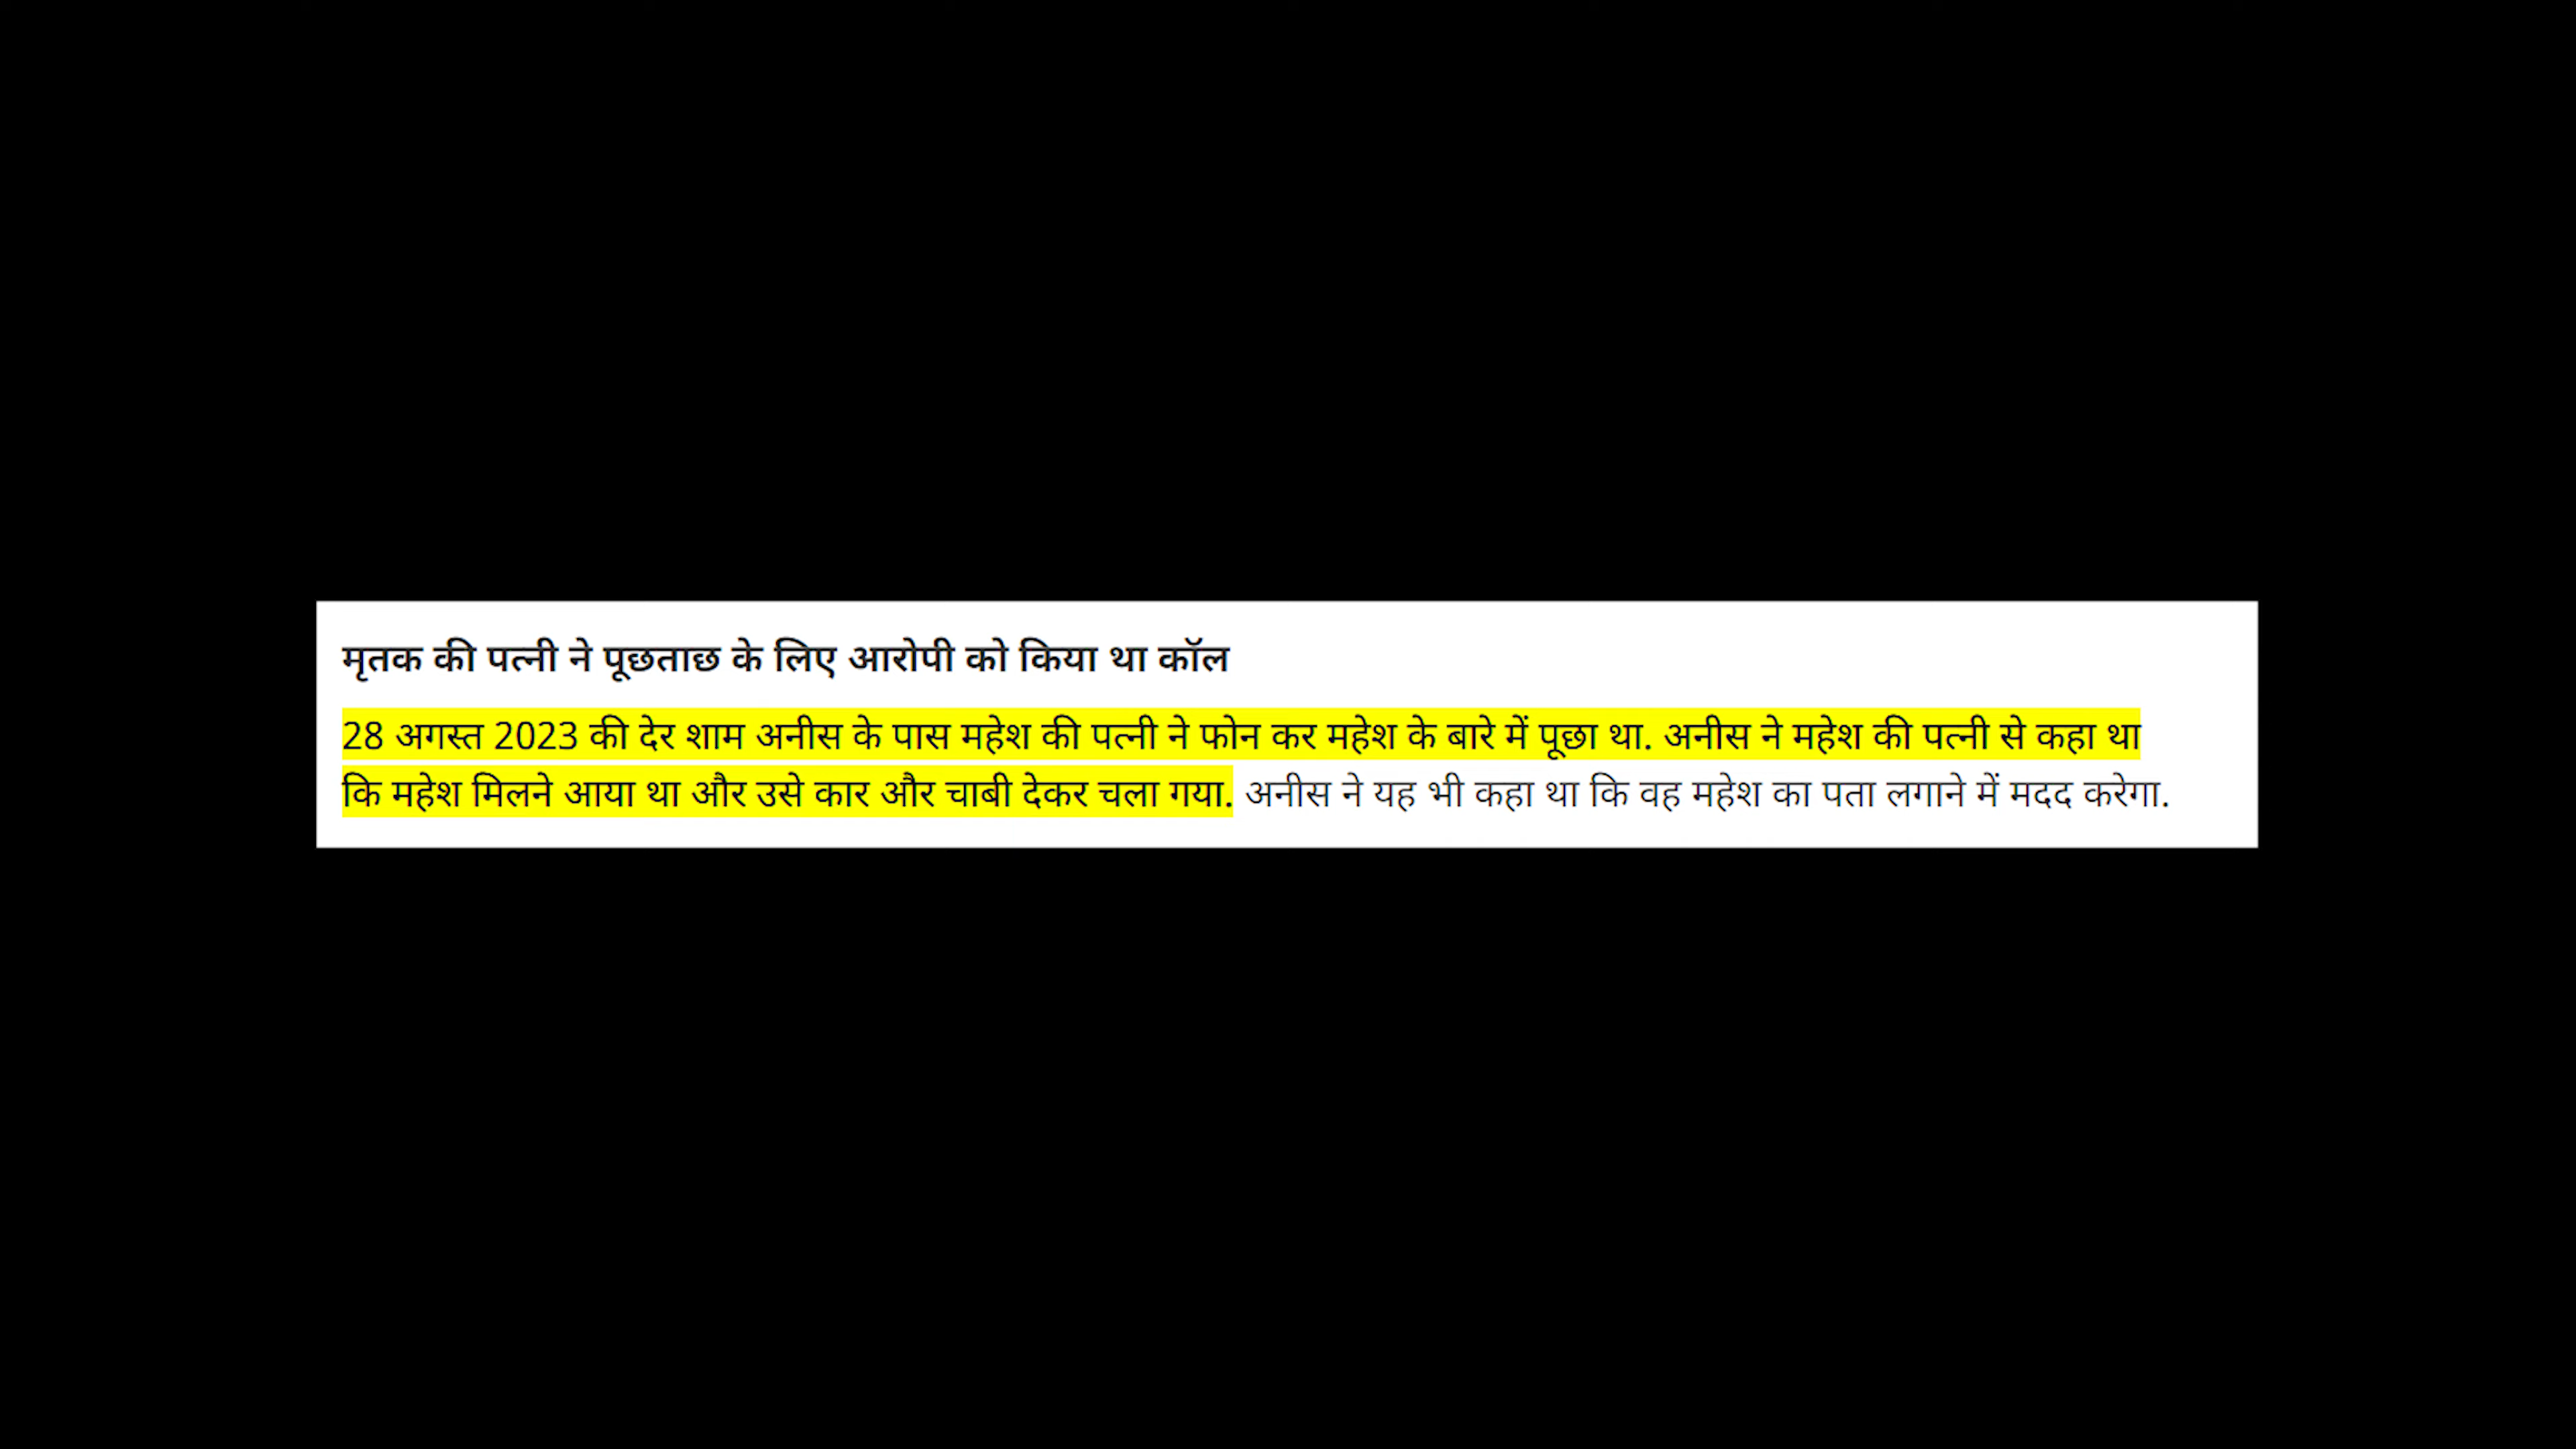 मृतक की पत्नी ने पूछताछ के लिए आरोपी को किया था कॉल
28 अगस्त 2023 की देर शाम अनीस के पास महेश की पत्नी ने फोन कर महेश के बारे में पूछा था. अनीस ने महेश की पत्नी से कहा था
कि महेश मिलने आया था और उसे कार और चाबी देकर चला गया. अनीस ने यह भी कहा था कि वह महेश का पता लगाने में मदद करेगा.